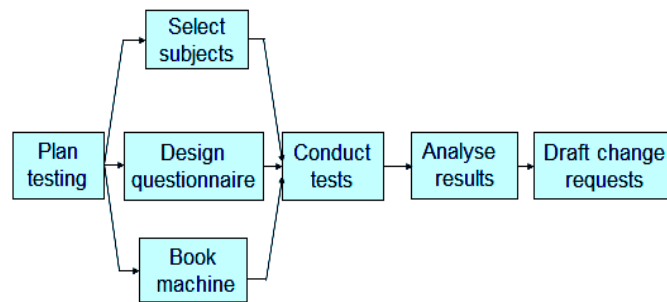 Select
subjects
Plan
testing
Design
questionnaire
Conduct
tests
Analyse
results
Draft change
requests
Book
machine